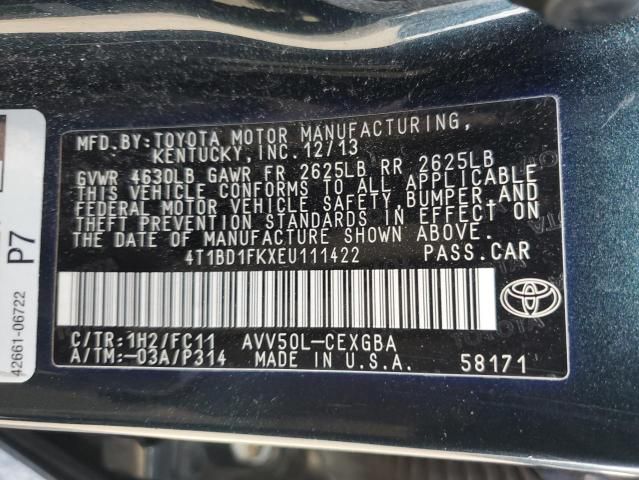 MFD. BY: TOYOTA MOTOR MANUFACTURING,
KENTUCKY, INC. 12/13
GVWR 4630LB GAWR FR 2625LB RR 2625LB
THIS VEHICLE CONFORMS TO ALL APPLICABLE
FEDERAL MOTOR VEHICLE SAFETY, BUMPER, AND
THEFT PREVENTION STANDARDS IN EFFECT ON
THE DATE OF MANUFACTURE SHOWN ABOVE.
4T1BD1FKXEU111422 PASS. CAR
C/TR: 1H2/FC11 AVV50L-CEXGBA
A/TM: -03A/P314 MADE IN U.S.A. 58171
P7
42661-06722